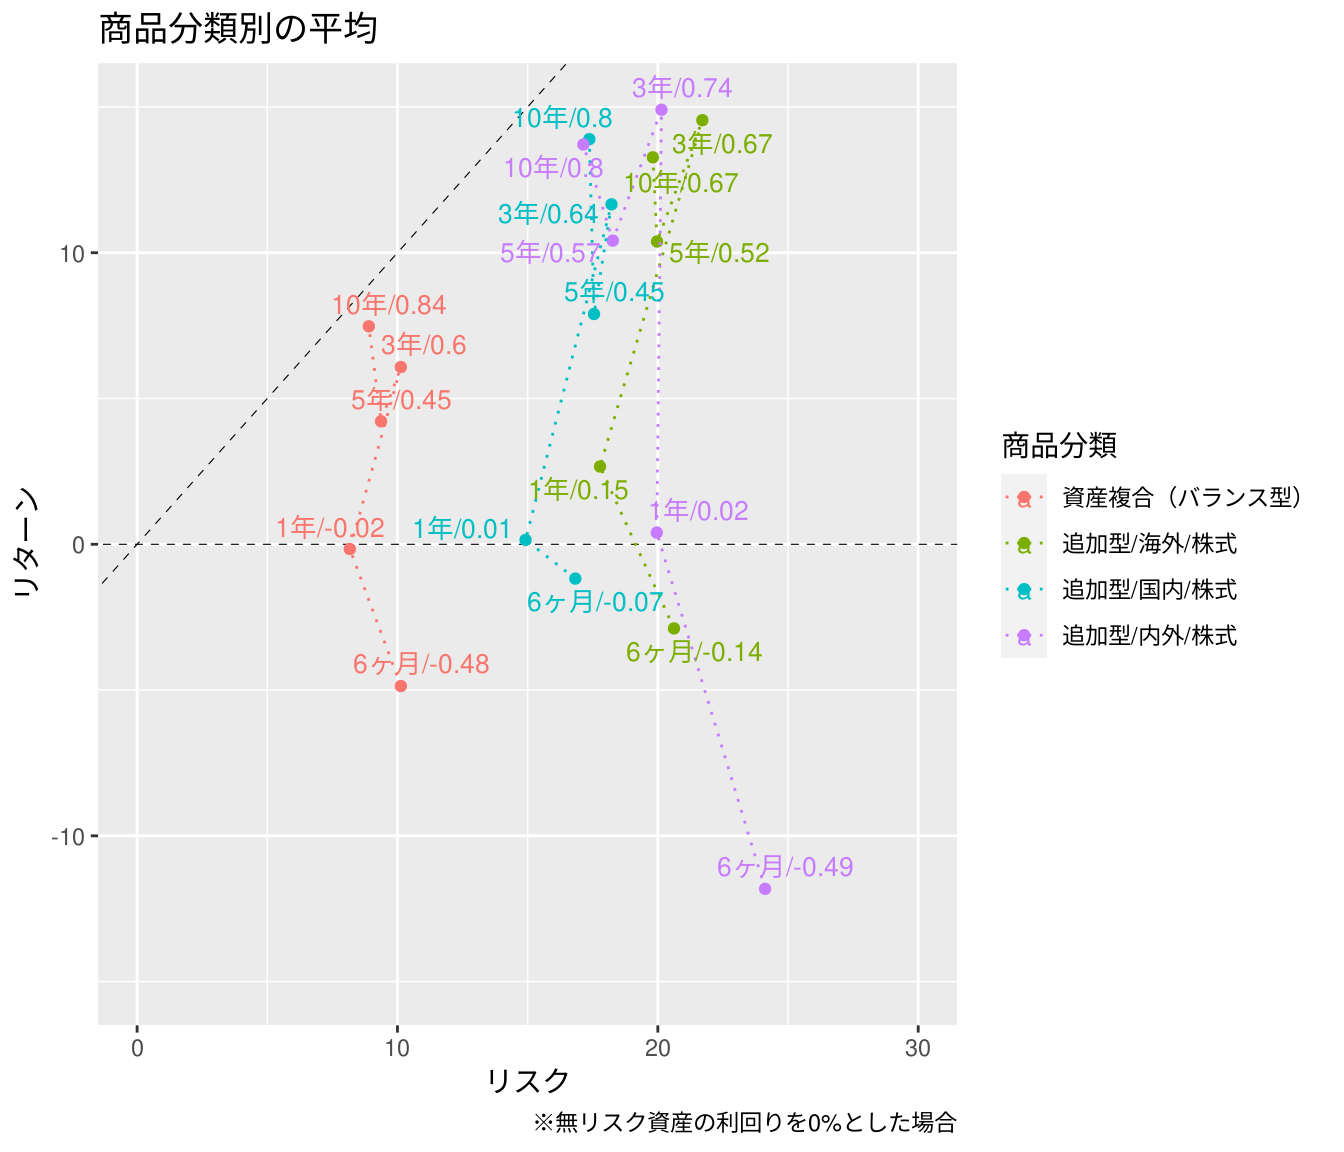 商品分類別の平均
3年/0.74
10年/0.8
3年/0.67
10年/0.8
10年/0.67
3年/0.64
5年/0.57
5年/0.52
10
5年/0.45
10年/0.84
3年/0.6
5年/0.45
1年/0.15
1年/0.02
1年/-0.02
1年/0.01
0
6ヶ月/-0.07
6ヶ月/-0.14
6ヶ月/-0.48
-10
6ヶ月/-0.49
リターン
0
10
20
30
リスク
※無リスク資産の利回りを0%とした場合
商品分類
a 資産複合（バランス型）
a 追加型/海外/株式
a 追加型/国内/株式
a 追加型/内外/株式